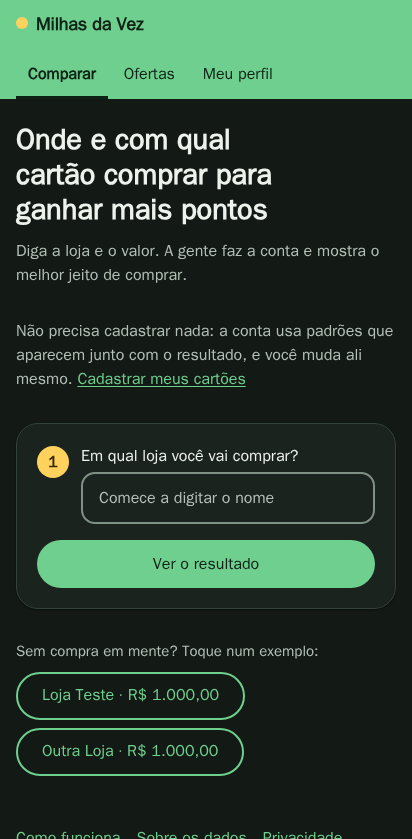 Milhas da Vez
Comparar Ofertas Meu perfil
Onde e com qual
cartão comprar para
ganhar mais pontos
Diga a loja e o valor. A gente faz a conta e mostra o
melhor jeito de comprar.
Não precisa cadastrar nada: a conta usa padrões que
aparecem junto com o resultado, e você muda ali
mesmo. Cadastrar meus cartões
1 Em qual loja você vai comprar?
Comece a digitar o nome
Ver o resultado
Sem compra em mente? Toque num exemplo:
Loja Teste · R$ 1.000,00
Outra Loja · R$ 1.000,00
Como funciona Sobre os dados Privacidade